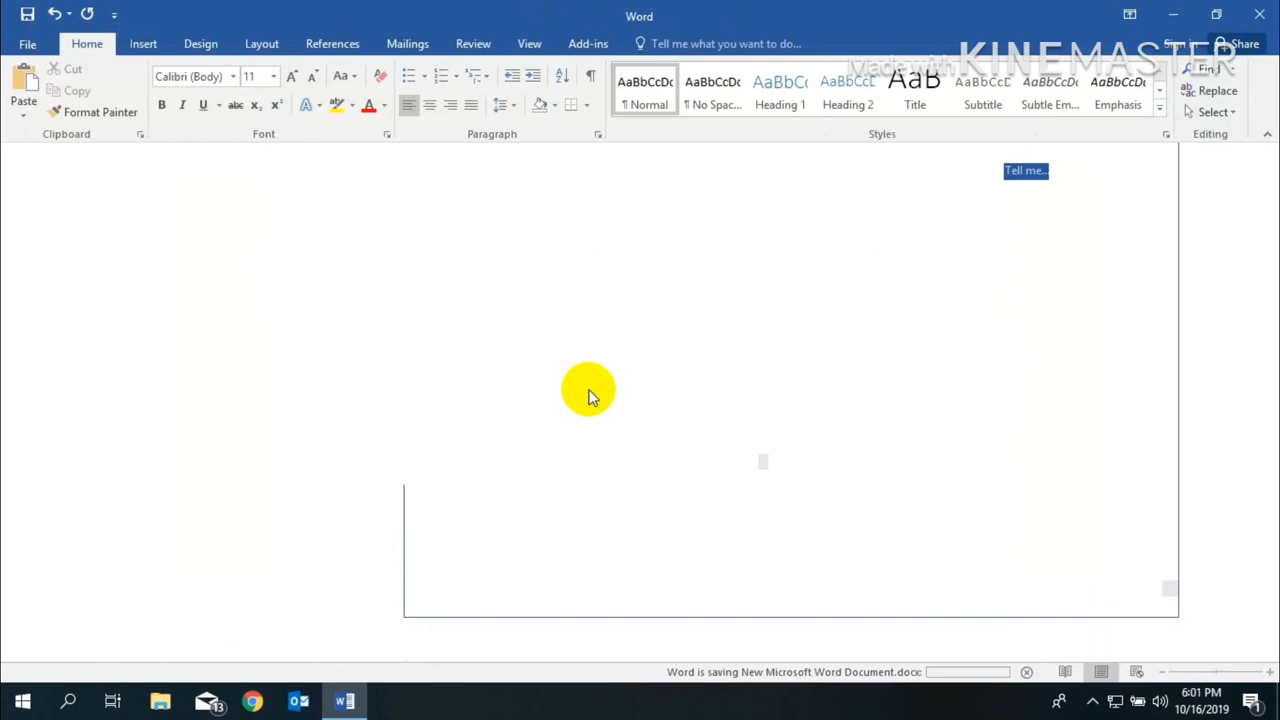 Word
File Home Insert Design Layout References Mailings Review View Add-ins Tell me what you want to do... Share
Made with KINEMASTER
Paste
Cut
Copy
Format Painter
Clipboard
Calibri (Body) 11
Font
Paragraph
AaBbCcDc AaBbCcDc AaBbCc AaBbCcC AaB AaBbCcD AaBbCcDc AaBbCcDc
¶ Normal ¶ No Spac... Heading 1 Heading 2 Title Subtitle Subtle Em... Emphasis
Styles
Replace
Select
Editing
Tell me...
Word is saving New Microsoft Word Document.docx:
13
6:01 PM
10/16/2019
1